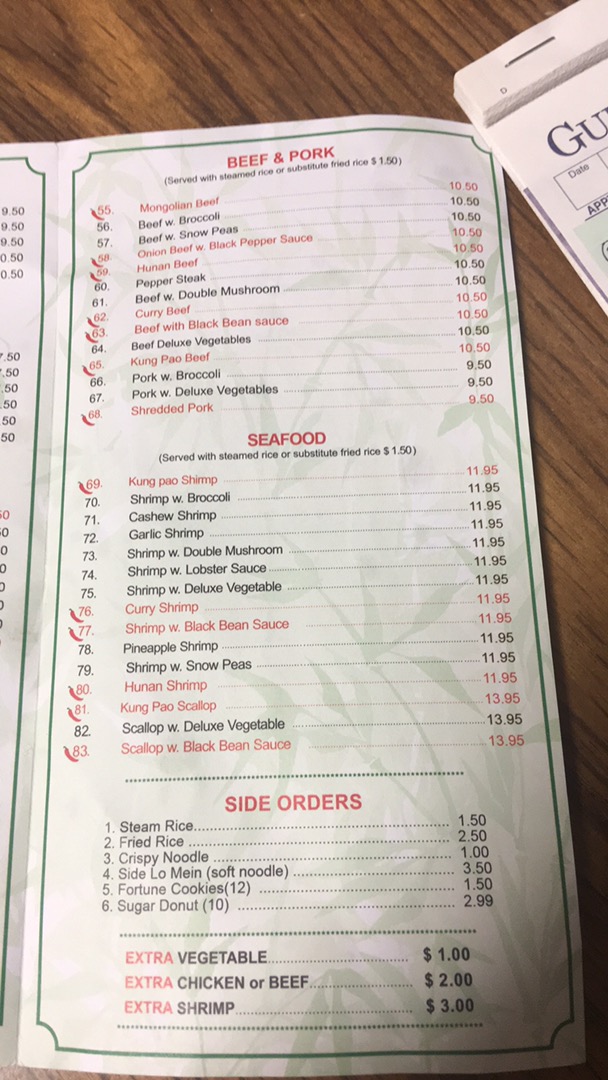 BEEF & PORK
(Served with steamed rice or substitute fried rice $ 1.50)
55. Mongolian Beef 10.50
56. Beef w. Broccoli 10.50
57. Beef w. Snow Peas 10.50
58. Onion Beef w. Black Pepper Sauce 10.50
59. Hunan Beef 10.50
60. Pepper Steak 10.50
61. Beef w. Double Mushroom 10.50
62. Curry Beef 10.50
63. Beef with Black Bean sauce 10.50
64. Beef Deluxe Vegetables 10.50
65. Kung Pao Beef 10.50
66. Pork w. Broccoli 9.50
67. Pork w. Deluxe Vegetables 9.50
68. Shredded Pork 9.50
SEAFOOD
(Served with steamed rice or substitute fried rice $ 1.50)
69. Kung pao Shirmp 11.95
70. Shrimp w. Broccoli 11.95
71. Cashew Shrimp 11.95
72. Garlic Shrimp 11.95
73. Shrimp w. Double Mushroom 11.95
74. Shrimp w. Lobster Sauce 11.95
75. Shrimp w. Deluxe Vegetable 11.95
76. Curry Shrimp 11.95
77. Shrimp w. Black Bean Sauce 11.95
78. Pineapple Shrimp 11.95
79. Shrimp w. Snow Peas 11.95
80. Hunan Shrimp 11.95
81. Kung Pao Scallop 13.95
82. Scallop w. Deluxe Vegetable 13.95
83. Scallop w. Black Bean Sauce 13.95
SIDE ORDERS
1. Steam Rice 1.50
2. Fried Rice 2.50
3. Crispy Noodle 1.00
4. Side Lo Mein (soft noodle) 3.50
5. Fortune Cookies(12) 1.50
6. Sugar Donut (10) 2.99
EXTRA VEGETABLE $ 1.00
EXTRA CHICKEN or BEEF $ 2.00
EXTRA SHRIMP $ 3.00
9.50
9.50
9.50
0.50
0.50
.50
.50
.50
.50
50
50
Date